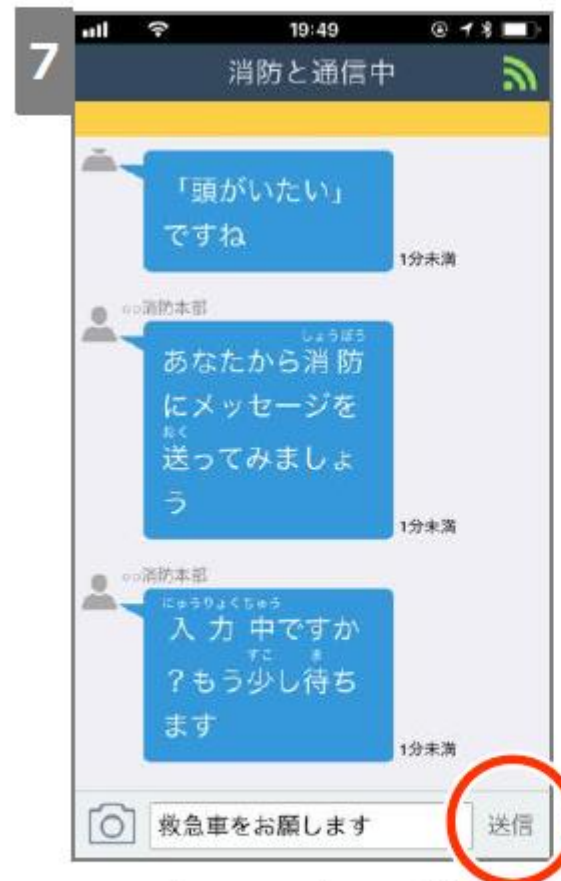 7
19:49
消防と通信中
「頭がいたい」
ですね
1分未満
○○消防本部
しょうぼう
あなたから消防
にメッセージを
おく
送ってみましょ
う
1分未満
○○消防本部
にゅうりょくちゅう
入力中ですか
すこ ま
？もう少し待ち
ます
1分未満
救急車をお願します
送信